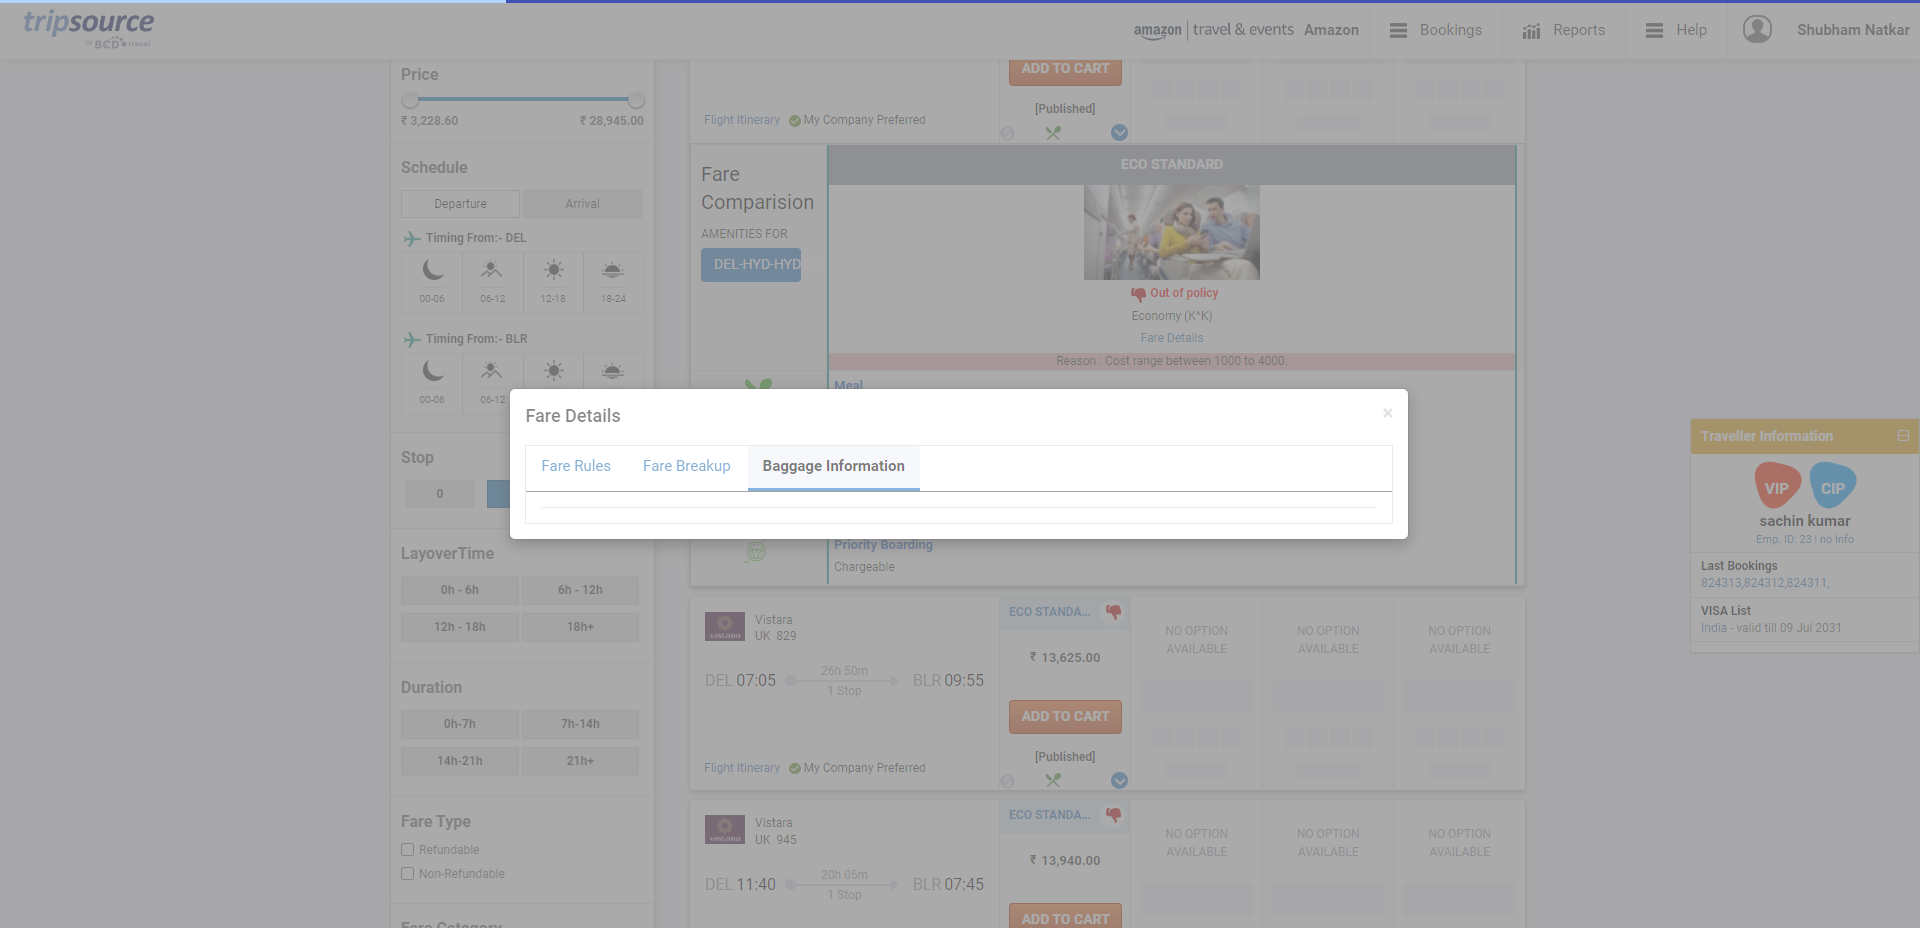 tripsource
by BCD travel
amazon travel & events Amazon
Bookings
Reports
Help
Shubham Natkar
Price
₹ 3,228.60 ₹ 28,945.00
Schedule
Departure Arrival
Timing From:- DEL
00-06 06-12 12-18 18-24
Timing From:- BLR
00-06 06-12
Stop
0
LayoverTime
0h - 6h 6h - 12h
12h - 18h 18h+
Duration
0h-7h 7h-14h
14h-21h 21h+
Fare Type
Refundable
Non-Refundable
Fare Category
ADD TO CART
[Published]
Flight Itinerary My Company Preferred
Fare
Comparision
AMENITIES FOR
DEL-HYD-HYD
ECO STANDARD
Out of policy
Economy (K^K)
Fare Details
Reason : Cost range between 1000 to 4000.
Meal
Fare Details ×
Fare Rules Fare Breakup Baggage Information
Priority Boarding
Chargeable
Vistara
UK 829
VISTARA
DEL 07:05 26h 50m BLR 09:55
1 Stop
Flight Itinerary My Company Preferred
ECO STANDA...
₹ 13,625.00
ADD TO CART
[Published]
NO OPTION NO OPTION NO OPTION
AVAILABLE AVAILABLE AVAILABLE
Vistara
UK 945
VISTARA
DEL 11:40 20h 05m BLR 07:45
1 Stop
ECO STANDA...
₹ 13,940.00
ADD TO CART
NO OPTION NO OPTION NO OPTION
AVAILABLE AVAILABLE AVAILABLE
Traveller Information
VIP CIP
sachin kumar
Emp. ID: 23 | no Info
Last Bookings
824313,824312,824311,
VISA List
India - valid till 09 Jul 2031